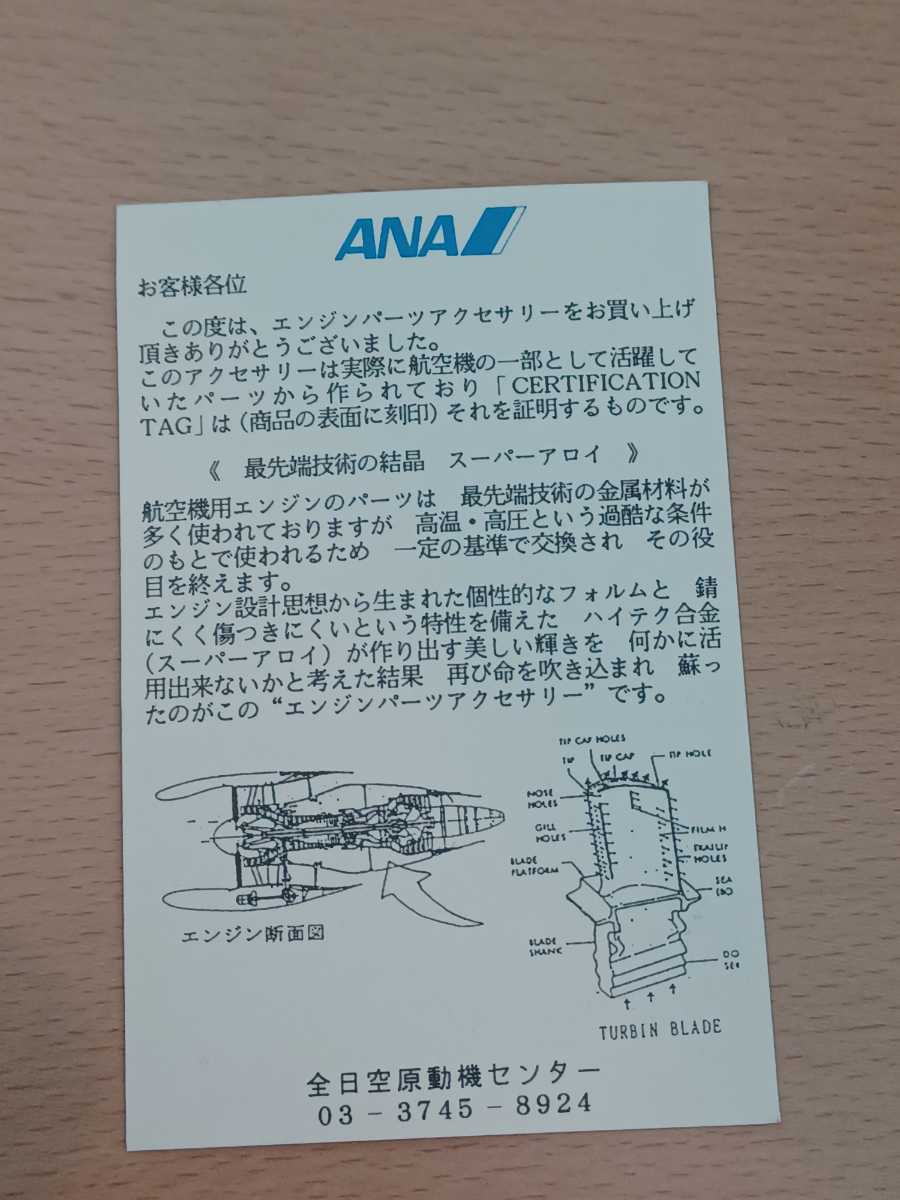 ANA
お客様各位
この度は、エンジンパーツアクセサリーをお買い上げ
頂きありがとうございました。
このアクセサリーは実際に航空機の一部として活躍して
いたパーツから作られており「CERTIFICATION
TAG」は(商品の表面に刻印)それを証明するものです。
《　最先端技術の結晶　スーパーアロイ　》
航空機用エンジンのパーツは　最先端技術の金属材料が
多く使われておりますが　高温・高圧という過酷な条件
のもとで使われるため　一定の基準で交換され　その役
目を終えます。
エンジン設計思想から生まれた個性的なフォルムと　錆
にくく傷つきにくいという特性を備えた　ハイテク合金
(スーパーアロイ)が作り出す美しい輝きを　何かに活
用出来ないかと考えた結果　再び命を吹き込まれ　蘇っ
たのがこの“エンジンパーツアクセサリー”です。
エンジン断面図
TIP CAP HOLES
TIP
TIP CAP
TIP HOLE
NOSE
HOLES
GILL
HOLES
FILM H
HOLES
BLADE
PLATFORM
SEA
BLADE
SHANK
TURBIN BLADE
全日空原動機センター
03－3745－8924